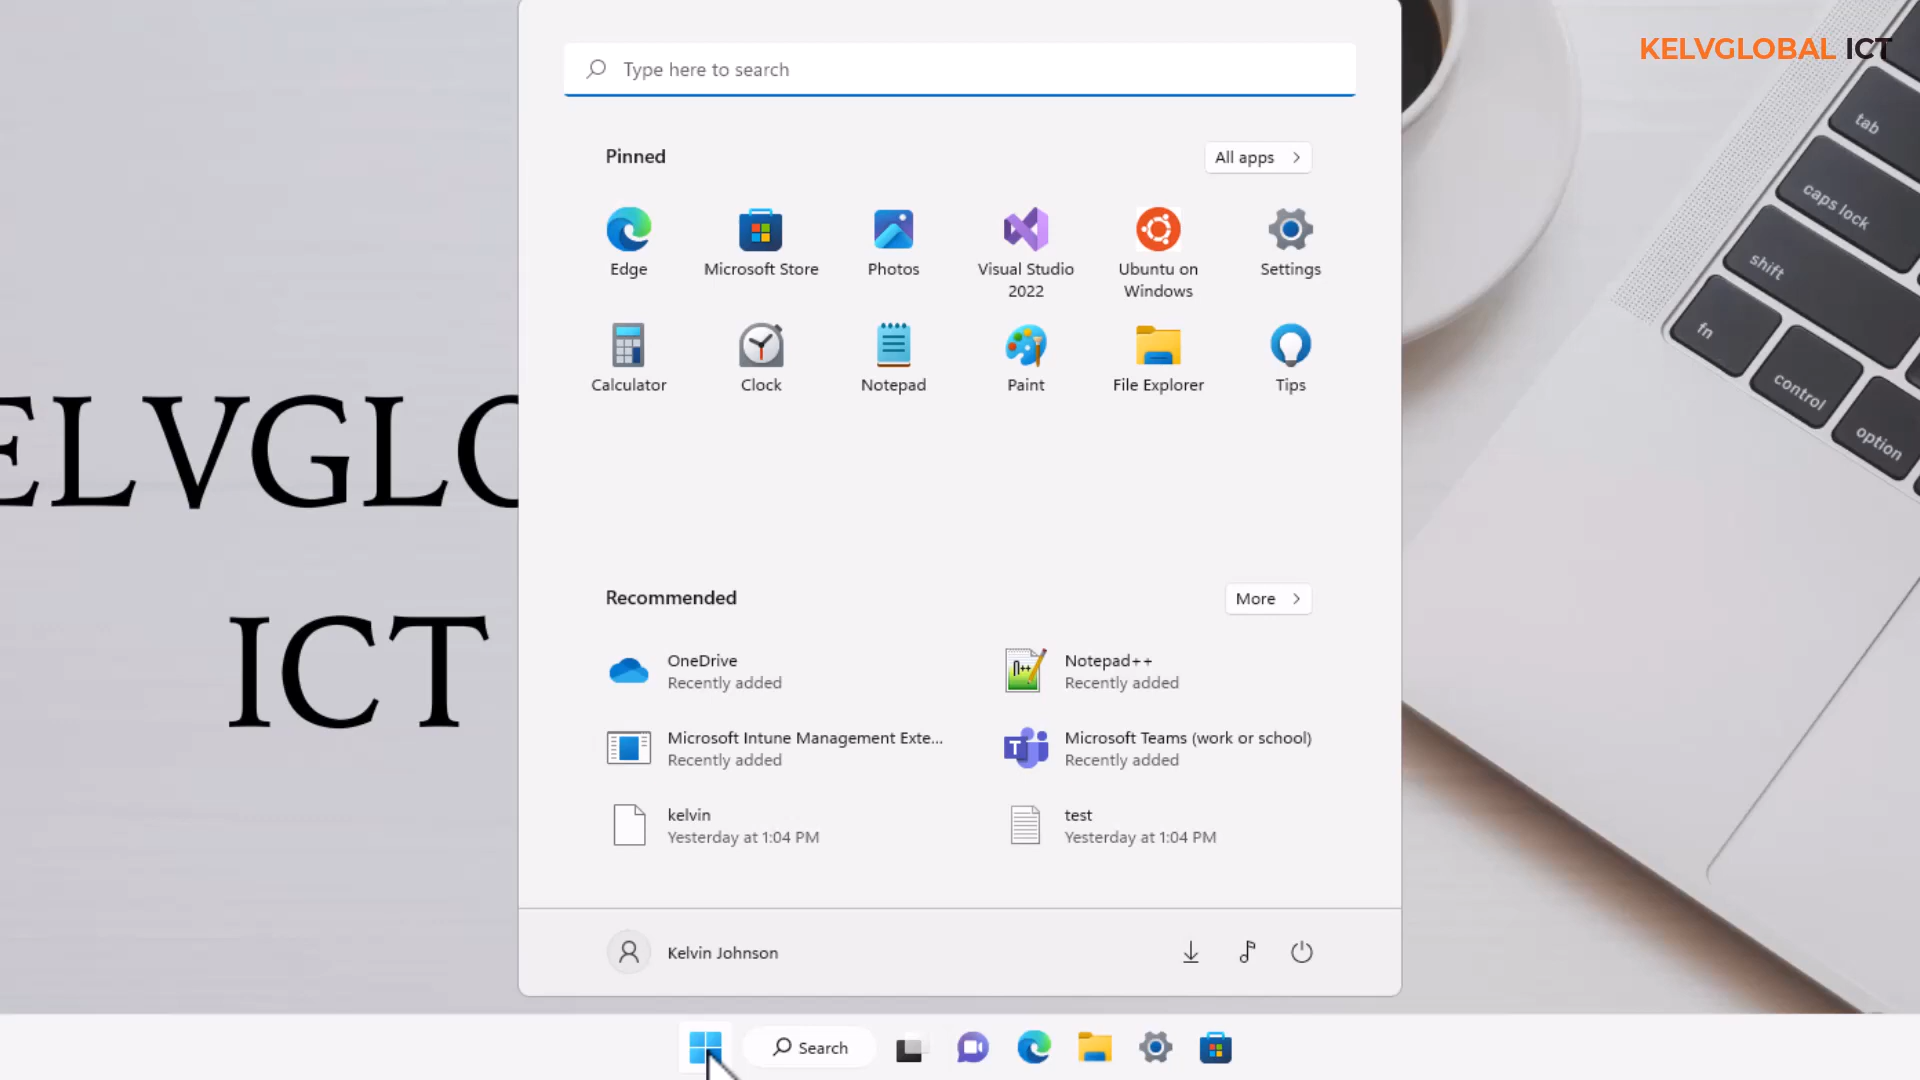 KELVGLOBAL ICT
Type here to search
Pinned
All apps
Edge
Microsoft Store
Photos
Visual Studio
2022
Ubuntu on
Windows
Settings
Calculator
Clock
Notepad
Paint
File Explorer
Tips
ELVGLO
ICT
Recommended
More
OneDrive
Recently added
Notepad++
Recently added
Microsoft Intune Management Exte...
Recently added
Microsoft Teams (work or school)
Recently added
kelvin
Yesterday at 1:04 PM
test
Yesterday at 1:04 PM
Kelvin Johnson
Search
tab
caps lock
shift
fn
control
option